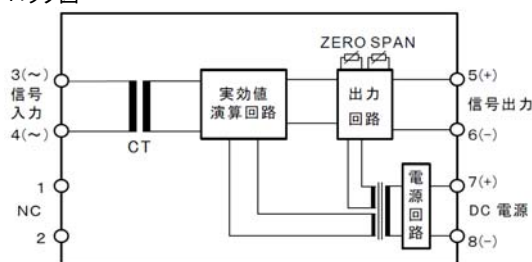 ZERO SPAN
3(~)
信号
入力
4(~)
CT
実効値
演算回路
出力
回路
5(+)
信号出力
6(-)
1
NC
2
電源回路
7(+)
DC 電源
8(-)